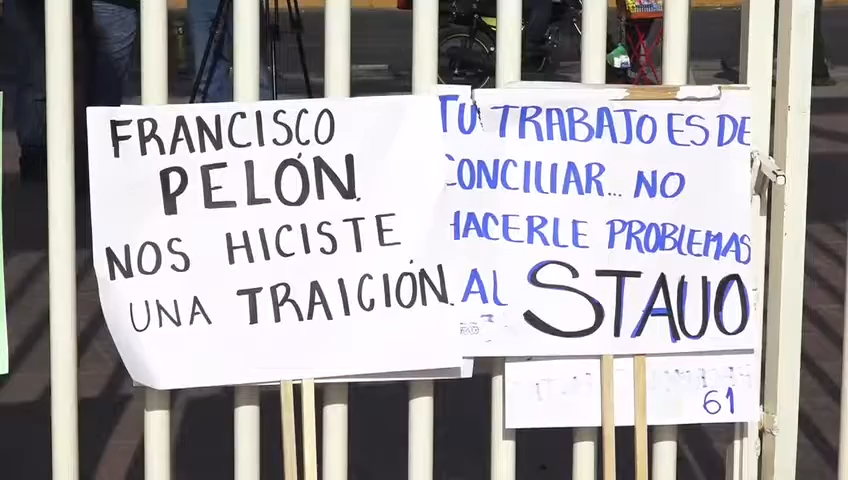 FRANCISCO
PELÓN.
NOS HICISTE
UNA TRAICIÓN.
TU TRABAJO ES DE
CONCILIAR... NO
HACERLE PROBLEMAS
AL STAUO
61